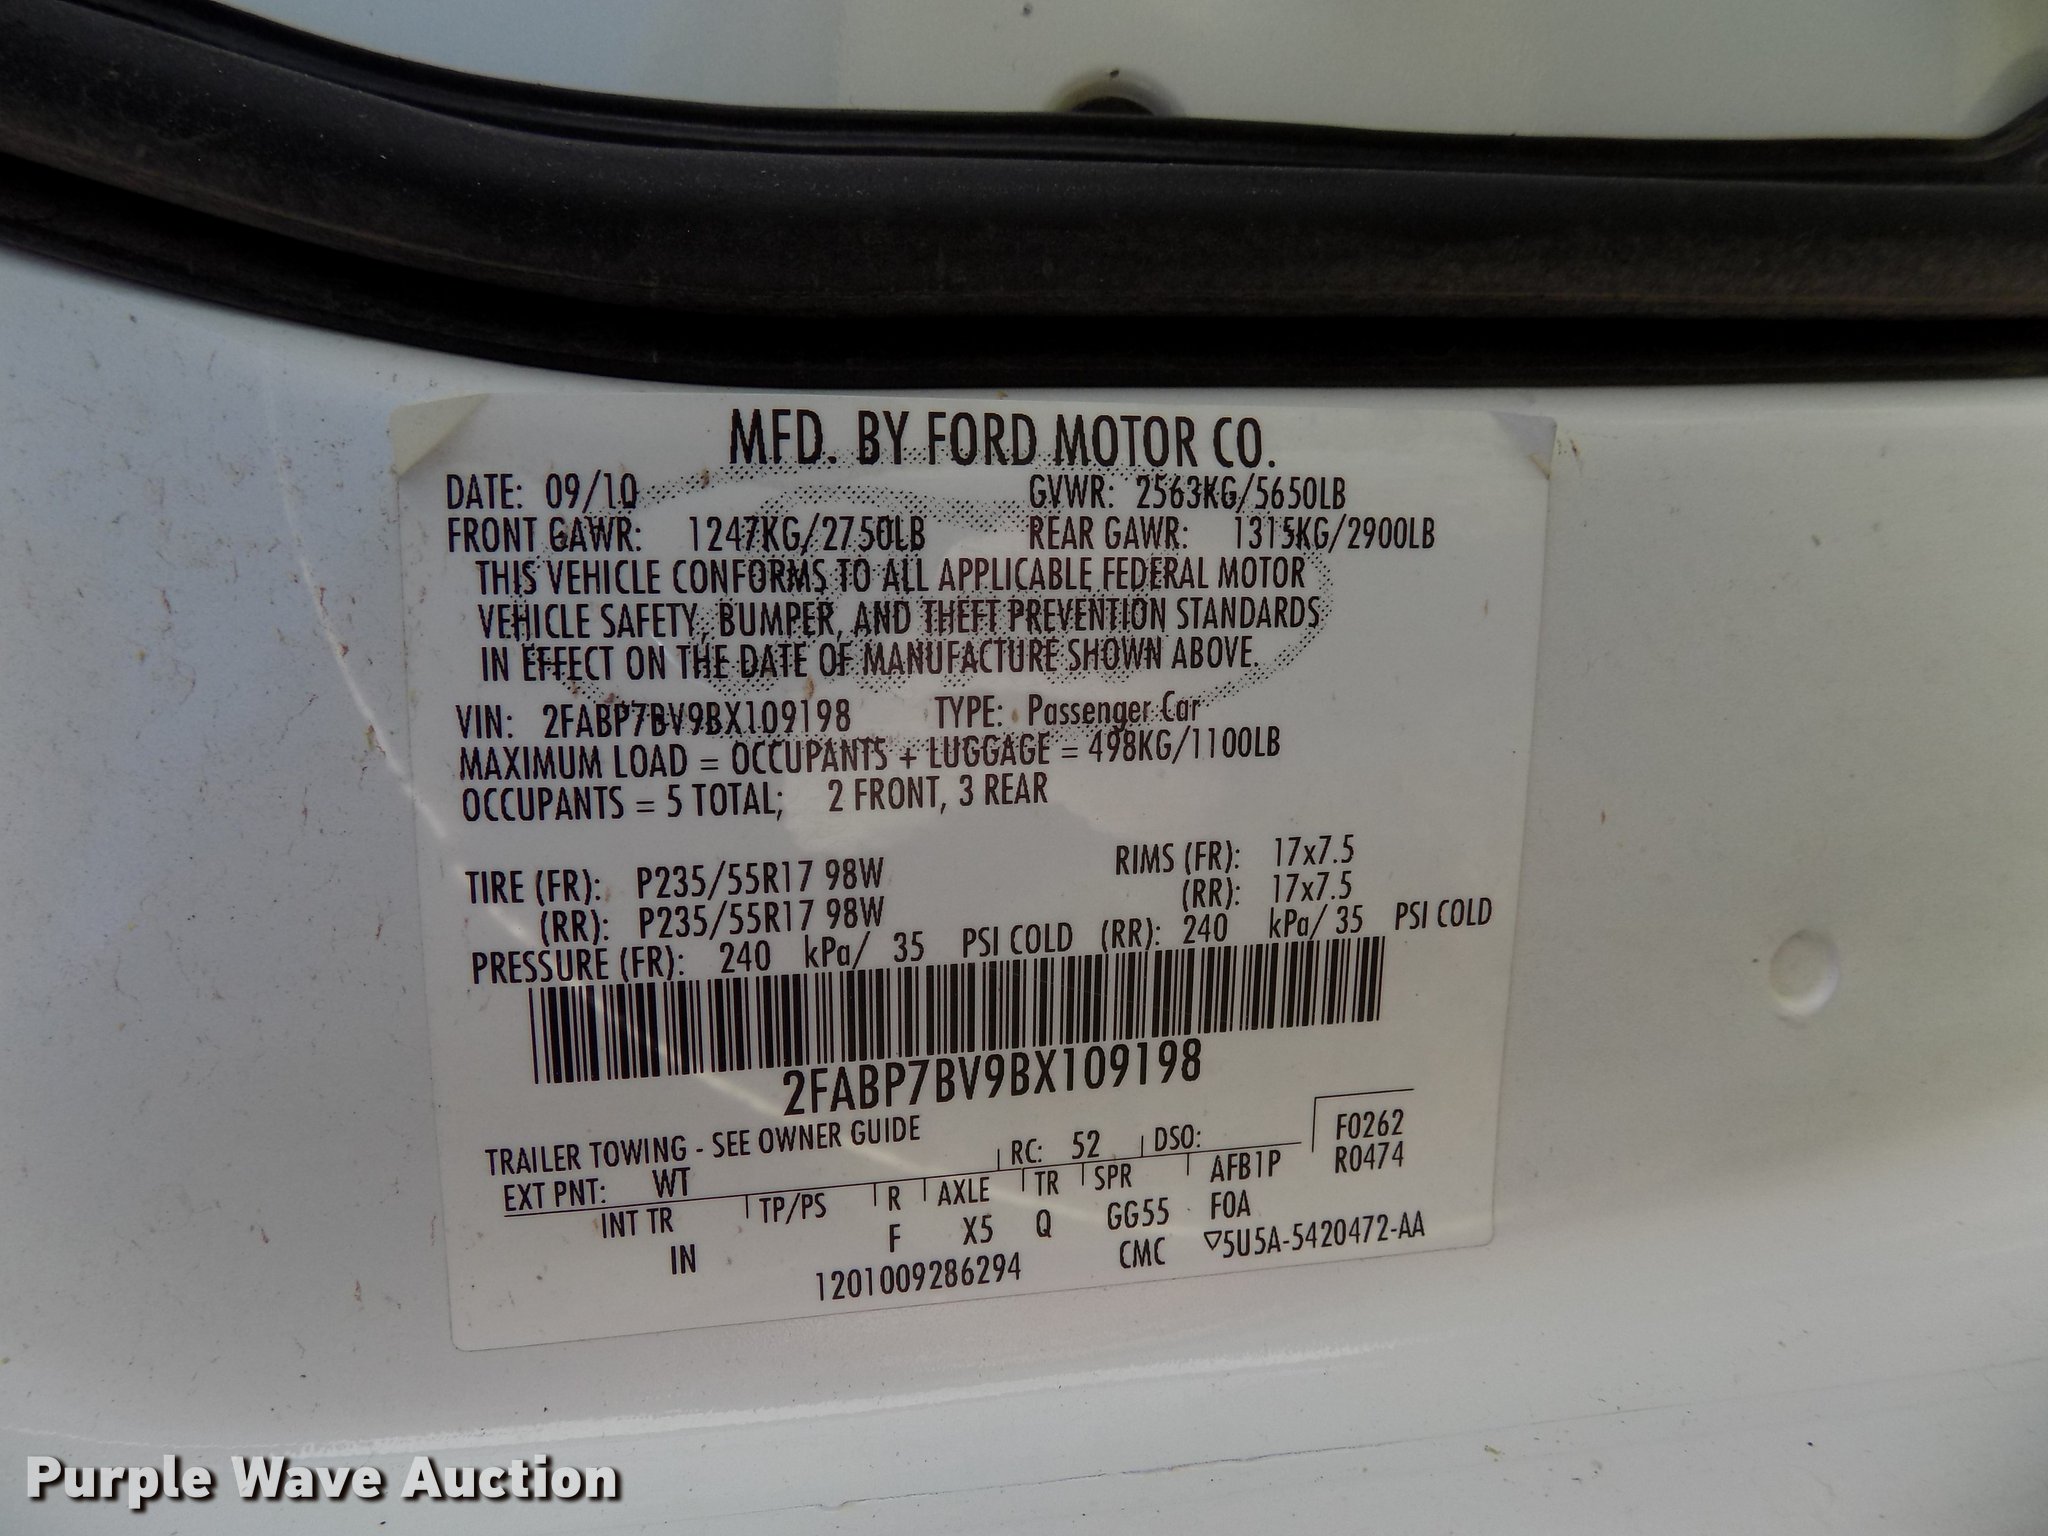 MFD. BY FORD MOTOR CO.
DATE: 09/10 GVWR: 2563KG/5650LB
FRONT GAWR: 1247KG/2750LB REAR GAWR: 1315KG/2900LB
THIS VEHICLE CONFORMS TO ALL APPLICABLE FEDERAL MOTOR
VEHICLE SAFETY, BUMPER, AND THEFT PREVENTION STANDARDS
IN EFFECT ON THE DATE OF MANUFACTURE SHOWN ABOVE.
VIN: 2FABP7BV9BX109198 TYPE: Passenger Car
MAXIMUM LOAD = OCCUPANTS + LUGGAGE = 498KG/1100LB
OCCUPANTS = 5 TOTAL; 2 FRONT, 3 REAR
TIRE (FR): P235/55R17 98W RIMS (FR): 17x7.5
(RR): P235/55R17 98W (RR): 17x7.5
PRESSURE (FR): 240 kPa/ 35 PSI COLD (RR): 240 kPa/ 35 PSI COLD
2FABP7BV9BX109198
TRAILER TOWING - SEE OWNER GUIDE
EXT PNT: WT RC: 52 DSO: F0262
INT TR TP/PS R AXLE TR SPR AFB1P R0474
IN F X5 Q GG55 F0A
1201009286294 CMC ▽5U5A-5420472-AA
Purple Wave Auction